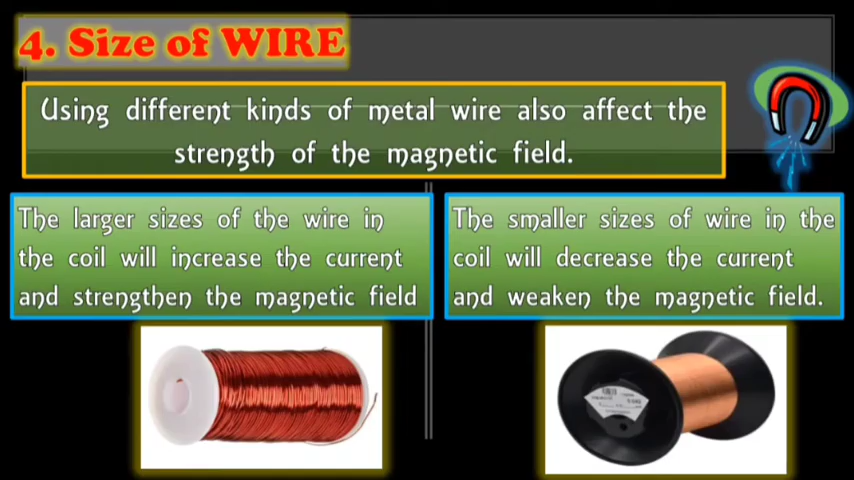 4. Size of WIRE
Using different kinds of metal wire also affect the
strength of the magnetic field.
The larger sizes of the wire in
the coil will increase the current
and strengthen the magnetic field
The smaller sizes of wire in the
coil will decrease the current
and weaken the magnetic field.